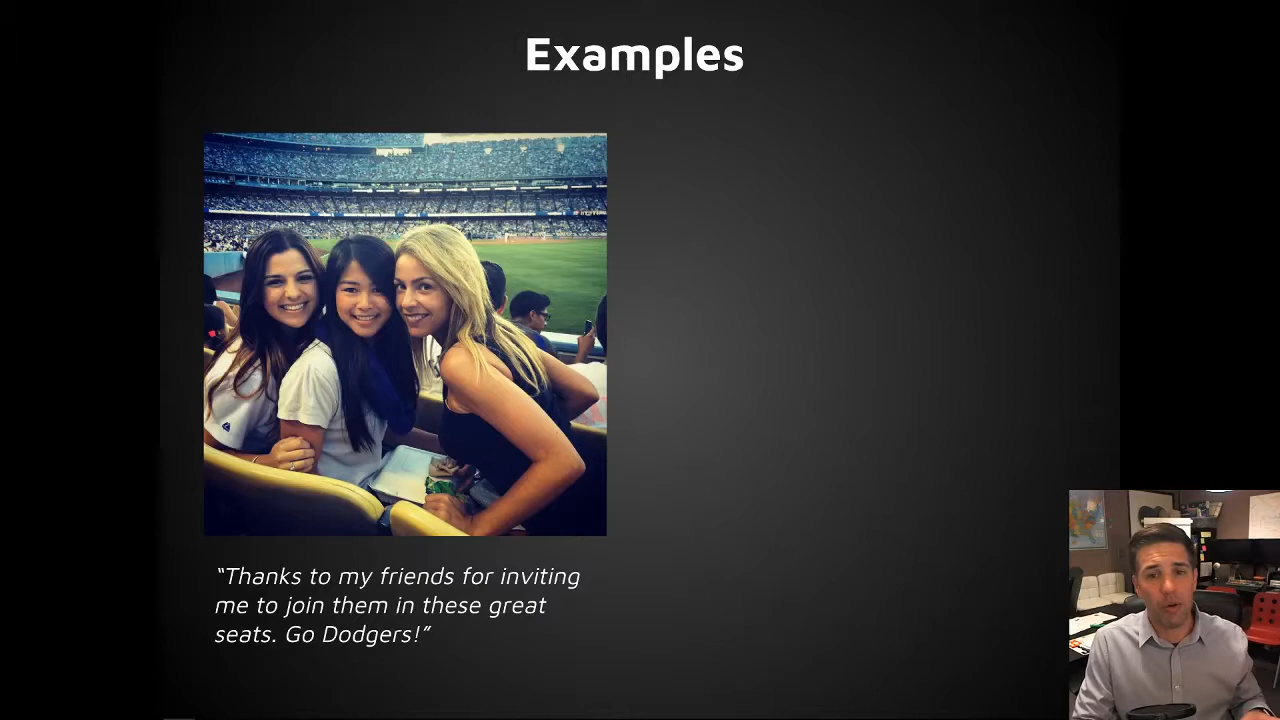 Examples
“Thanks to my friends for inviting
me to join them in these great
seats. Go Dodgers!”